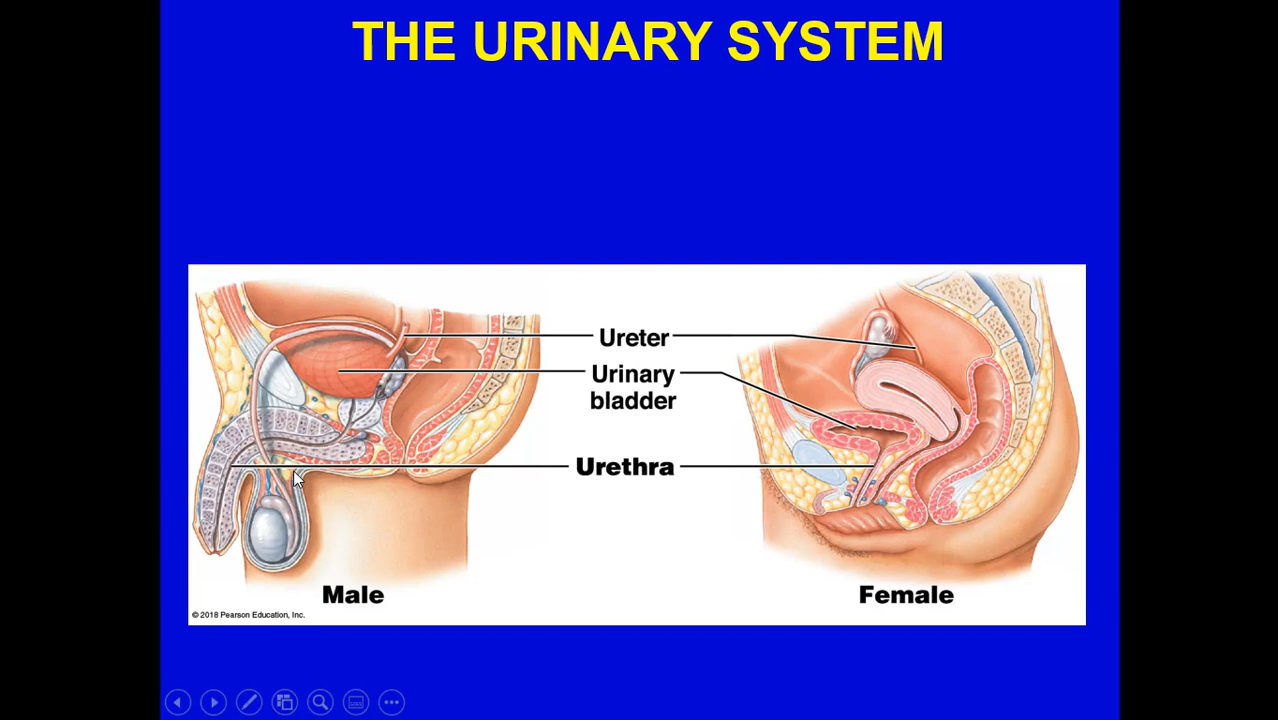 THE URINARY SYSTEM
Ureter
Urinary
bladder
Urethra
Male
Female
© 2018 Pearson Education, Inc.